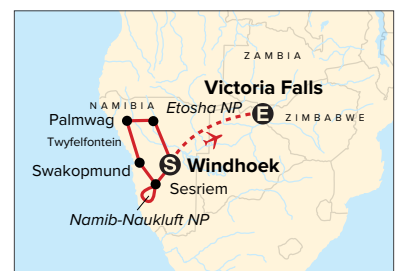 ZAMBIA
Victoria Falls
NAMIBIA
Etosha NP
E
Palmwag
ZIMBABWE
Twyfelfontein
S
Windhoek
Swakopmund
Sesriem
Namib-Naukluft NP